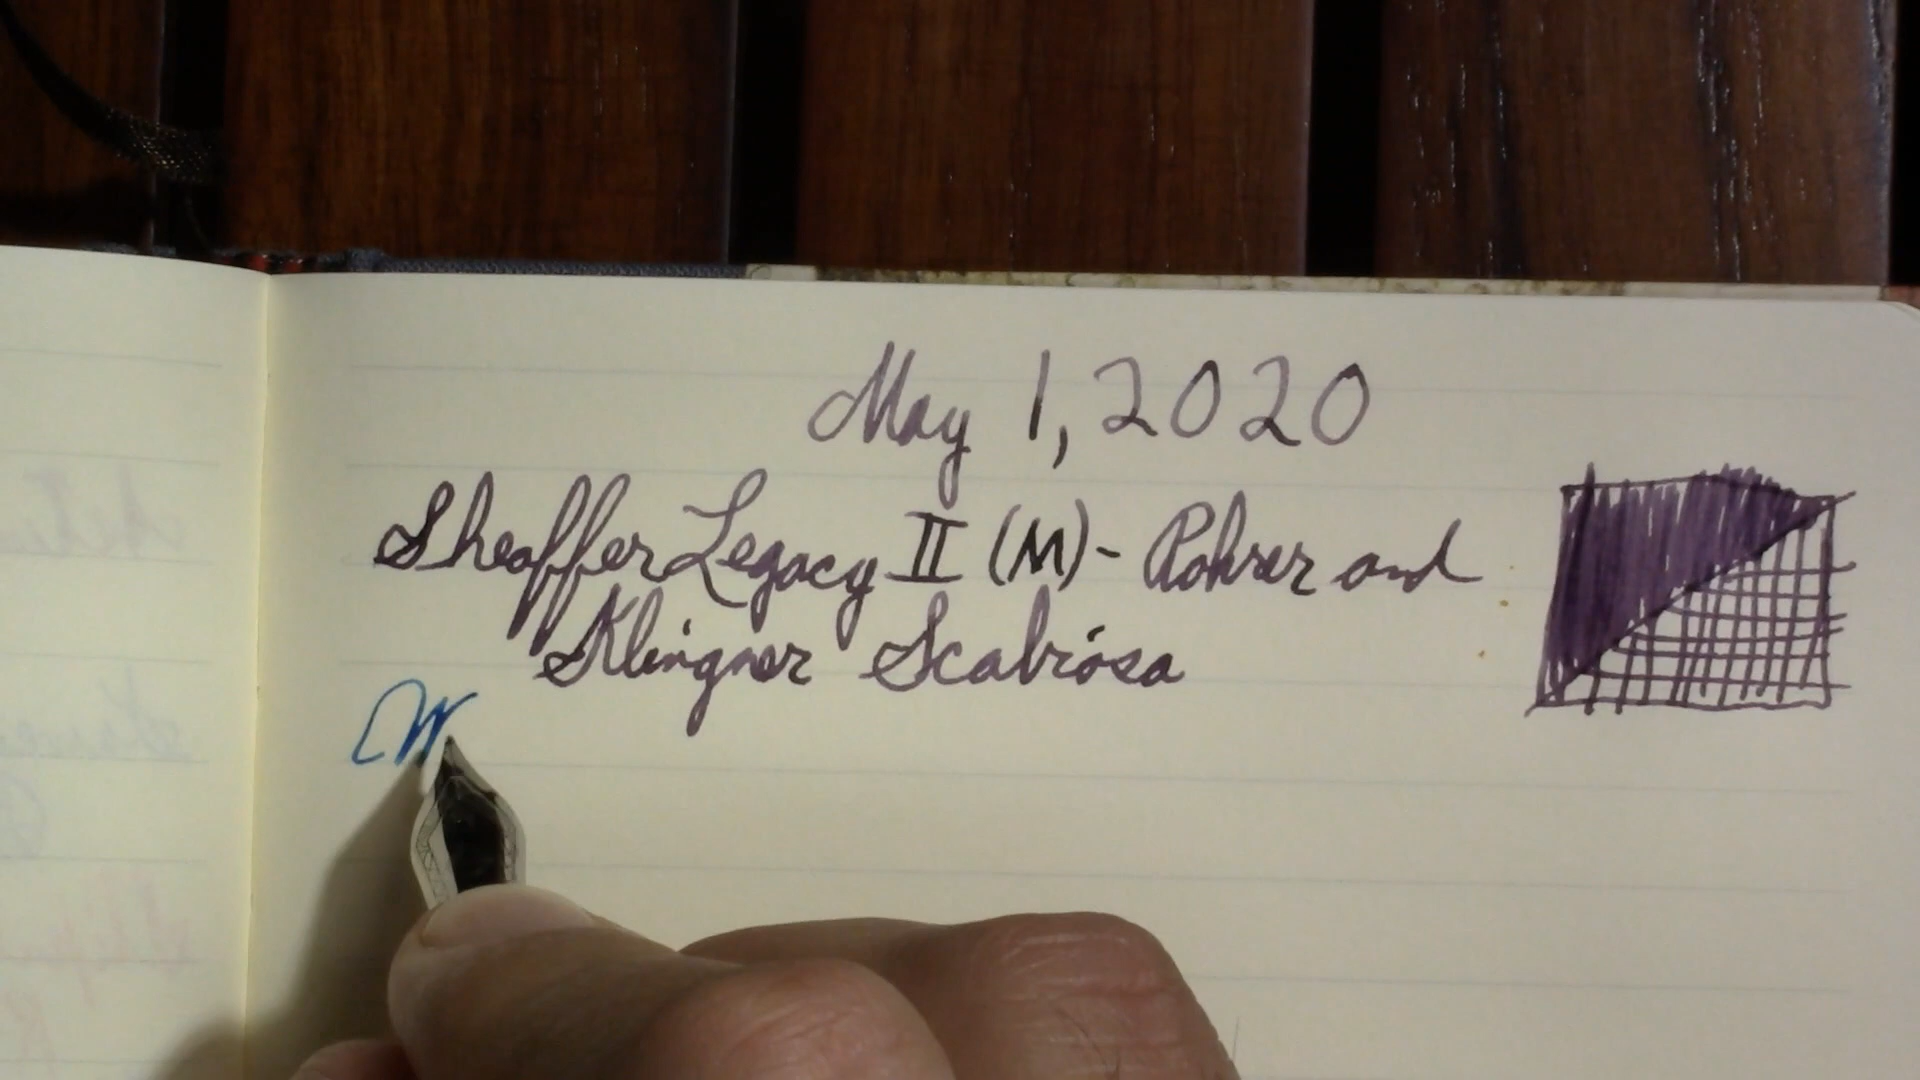 May 1, 2020
Sheaffer Legacy II (M) - Rohrer and
Klingner Scabiosa
W